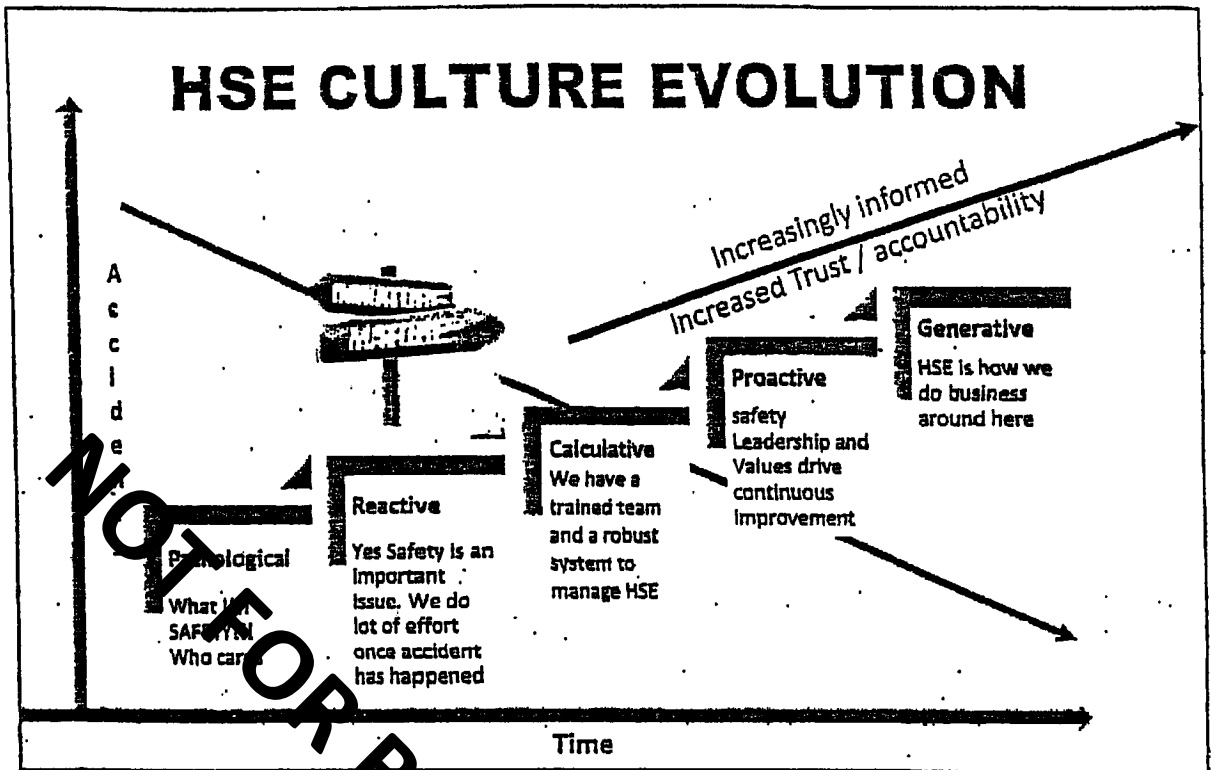 HSE CULTURE EVOLUTION
Increasingly informed
Increased Trust / accountability
Generative
HSE is how we
do business
around here
Proactive
safety
Leadership and
Values drive
continuous
improvement
Calculative
We have a
trained team
and a robust
system to
manage HSE
Reactive
Yes Safety is an
important
issue. We do
lot of effort
once accident
has happened
What
Who
Time
NOT FOR